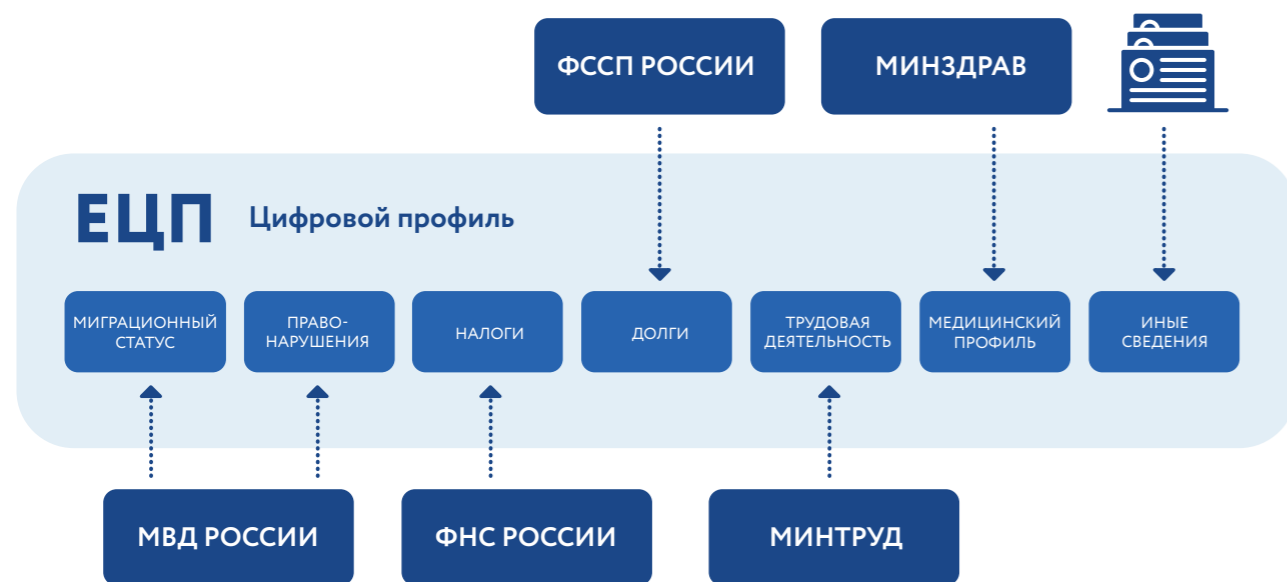 ФССП РОССИИ
МИНЗДРАВ
ЕЦП
Цифровой профиль
МИГРАЦИОННЫЙ
СТАТУС
ПРАВО-
НАРУШЕНИЯ
НАЛОГИ
ДОЛГИ
ТРУДОВАЯ
ДЕЯТЕЛЬНОСТЬ
МЕДИЦИНСКИЙ
ПРОФИЛЬ
ИНЫЕ
СВЕДЕНИЯ
МВД РОССИИ
ФНС РОССИИ
МИНТРУД